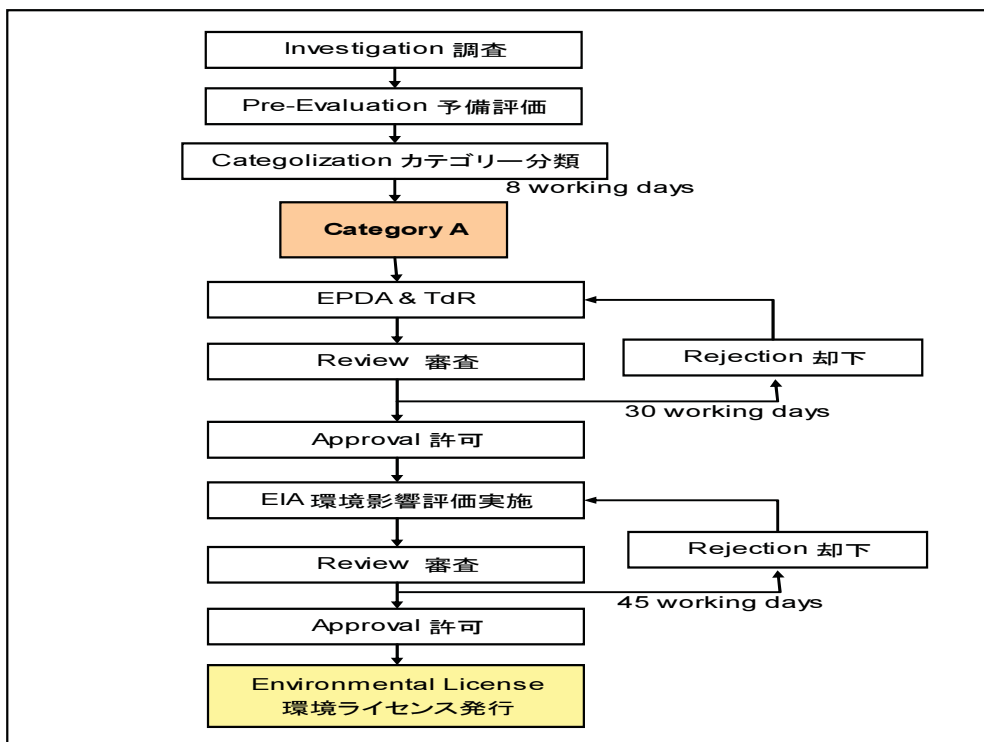 Investigation 調査
Pre-Evaluation 予備評価
Categolization カテゴリー分類
8 working days
Category A
EPDA & TdR
Review 審査
Rejection 却下
30 working days
Approval 許可
EIA 環境影響評価実施
Review 審査
Rejection 却下
45 working days
Approval 許可
Environmental License
環境ライセンス発行